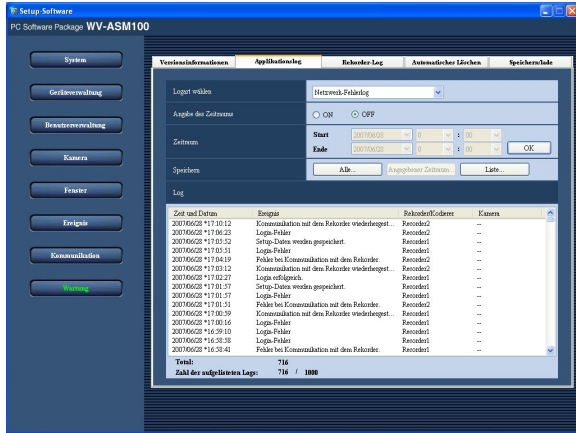 Setup-Software
PC Software Package WV-ASM100
System
Geräteverwaltung
Benutzerverwaltung
Kamera
Fenster
Ereignis
Kommunikation
Wartung
Versionsinformationen Applikationslog Rekorder-Log Automatisches Löschen Speichern/lade
Logart wählen Netzwerk-Fehlerlog
Angabe des Zeitraums ON OFF
Zeitraum Start 2007/06/28 0 : 00
Ende 2007/06/28 0 : 00 OK
Speichern Alle... Angegebener Zeitraum... Liste...
Log
Zeit und Datum Ereignis Rekorder/Kodierer Kamera
2007/06/28 *17:10:12 Kommunikation mit dem Rekorder wiederhergest... Recorder2 --
2007/06/28 *17:06:23 Login-Fehler Recorder2 --
2007/06/28 *17:05:52 Setup-Daten werden gespeichert. Recorder1 --
2007/06/28 *17:05:51 Login-Fehler Recorder1 --
2007/06/28 *17:04:19 Fehler bei Kommunikation mit dem Rekorder. Recorder2 --
2007/06/28 *17:03:12 Kommunikation mit dem Rekorder wiederhergest... Recorder2 --
2007/06/28 *17:02:27 Login erfolgreich. Recorder1 --
2007/06/28 *17:01:57 Setup-Daten werden gespeichert. Recorder1 --
2007/06/28 *17:01:57 Login-Fehler Recorder1 --
2007/06/28 *17:01:51 Fehler bei Kommunikation mit dem Rekorder. Recorder2 --
2007/06/28 *17:00:59 Kommunikation mit dem Rekorder wiederhergest... Recorder1 --
2007/06/28 *17:00:16 Login-Fehler Recorder1 --
2007/06/28 *16:59:10 Login-Fehler Recorder1 --
2007/06/28 *16:58:58 Login-Fehler Recorder1 --
2007/06/28 *16:58:41 Fehler bei Kommunikation mit dem Rekorder. Recorder1 --
Total: 716
Zahl der aufgelisteten Logs: 716 / 1000